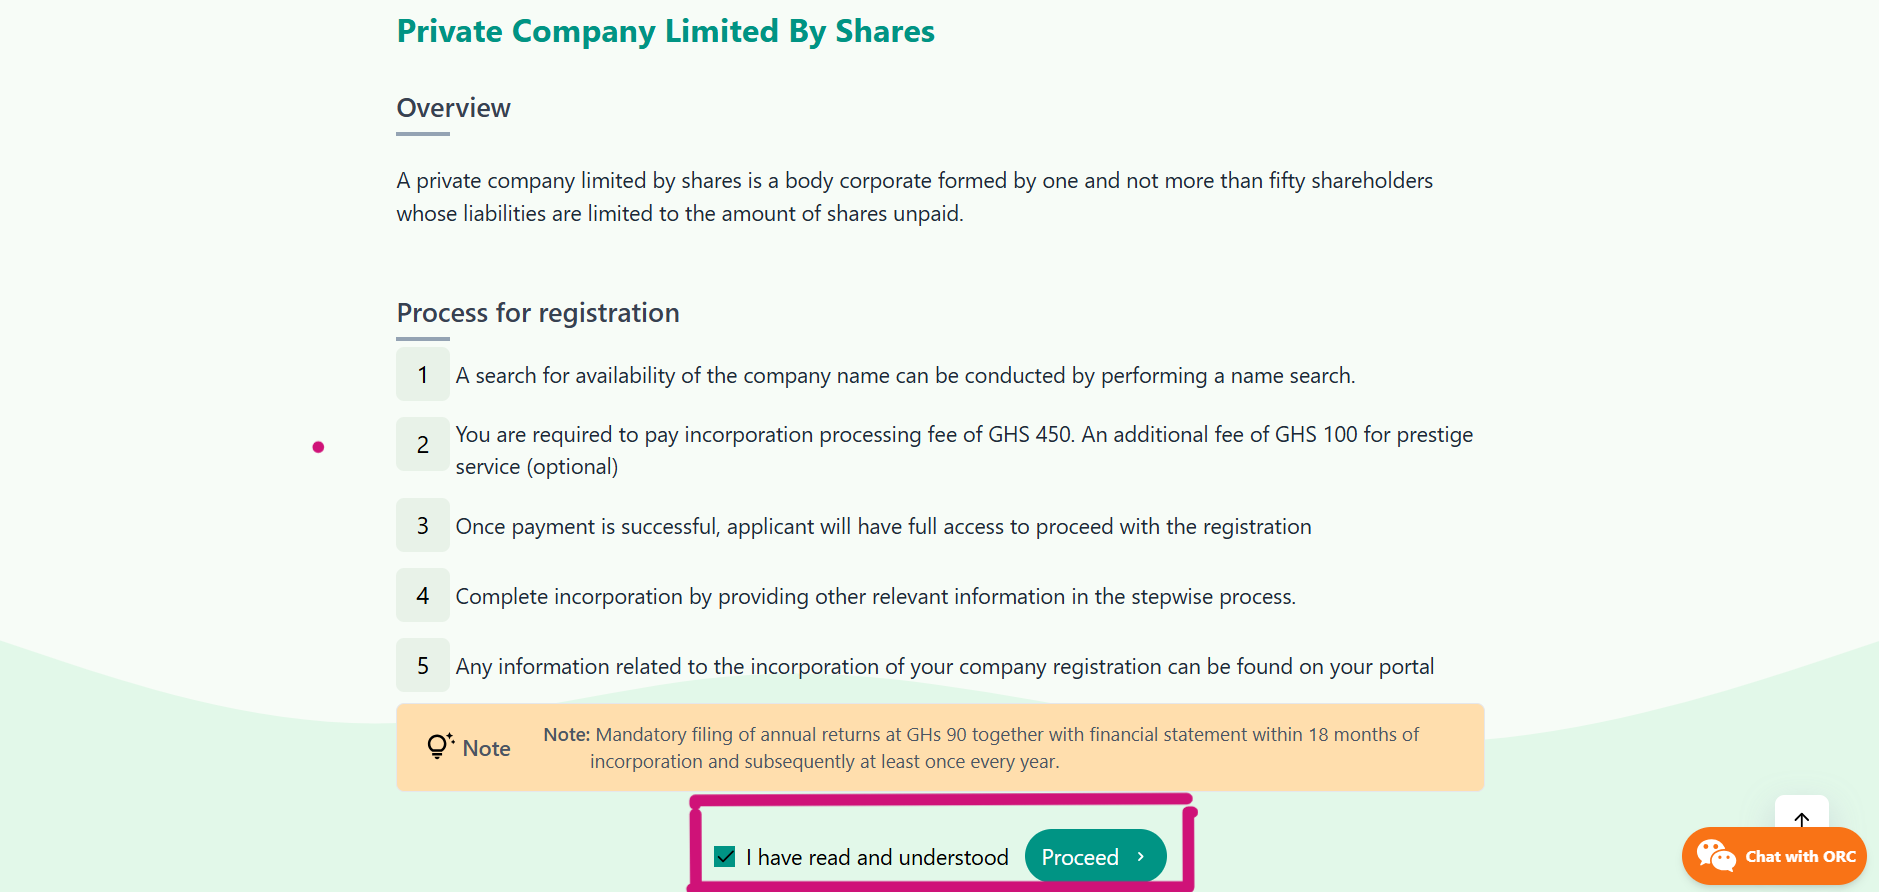 Private Company Limited By Shares
Overview
A private company limited by shares is a body corporate formed by one and not more than fifty shareholders
whose liabilities are limited to the amount of shares unpaid.
Process for registration
1 A search for availability of the company name can be conducted by performing a name search.
2 You are required to pay incorporation processing fee of GHS 450. An additional fee of GHS 100 for prestige
service (optional)
3 Once payment is successful, applicant will have full access to proceed with the registration
4 Complete incorporation by providing other relevant information in the stepwise process.
5 Any information related to the incorporation of your company registration can be found on your portal
Note
Note: Mandatory filing of annual returns at GHs 90 together with financial statement within 18 months of
incorporation and subsequently at least once every year.
I have read and understood
Proceed
Chat with ORC